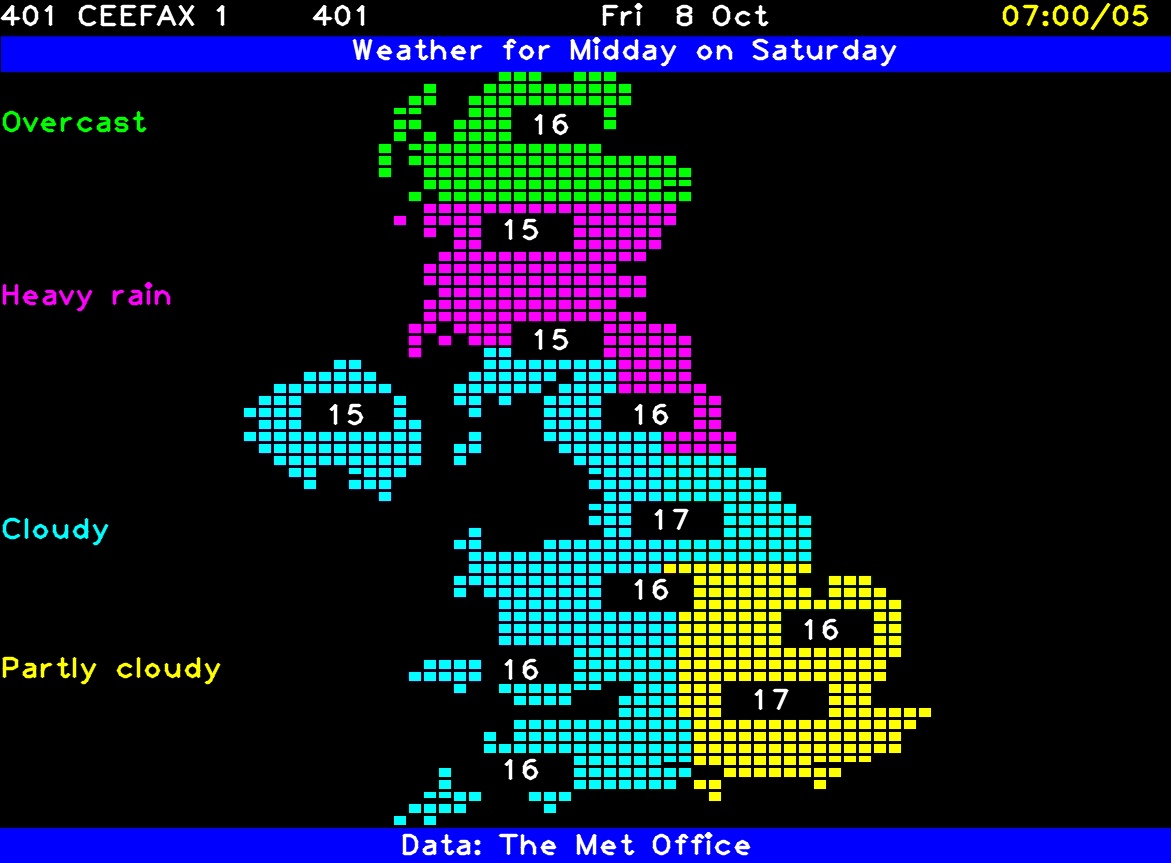 401 CEEFAX 1 401 Fri 8 Oct 07:00/05
Weather for Midday on Saturday
Overcast 16
15
Heavy rain
15
15 16
17
Cloudy
16
16
Partly cloudy 16
17
16
Data: The Met Office